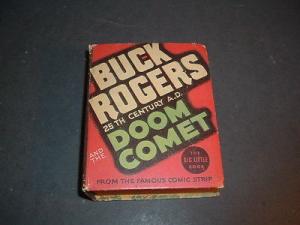 BUCK
ROGERS
25TH CENTURY A.D.
AND THE
DOOM
COMET
THE
BIG LITTLE
BOOK
FROM THE FAMOUS COMIC STRIP